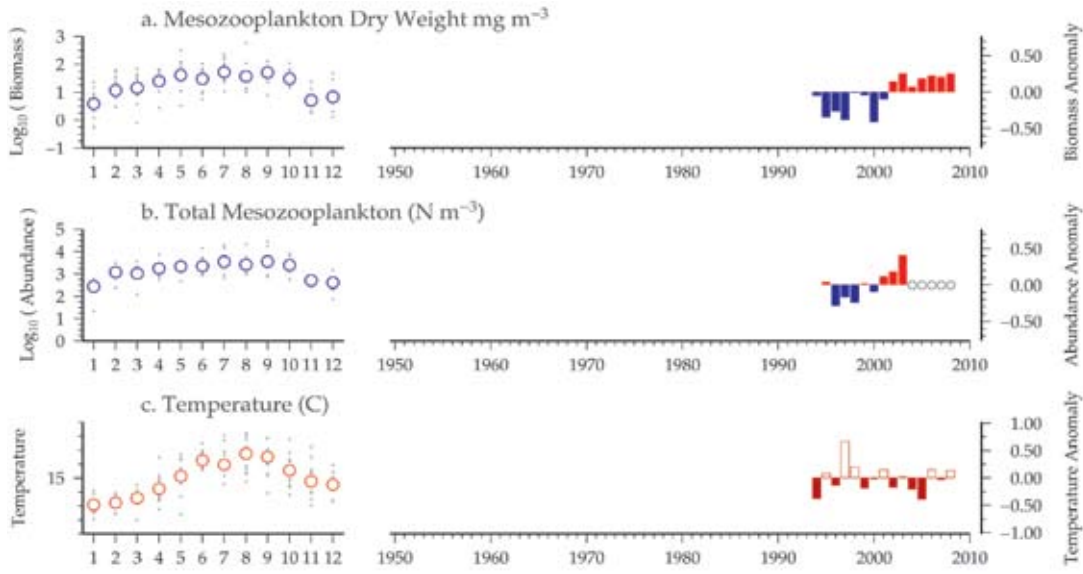 a. Mesozooplankton Dry Weight mg m⁻³
Log₁₀ ( Biomass )
3
2
1
0
−1
1 2 3 4 5 6 7 8 9 10 11 12
1950 1960 1970 1980 1990 2000 2010
0.50
0.00
−0.50
Biomass Anomaly
b. Total Mesozooplankton (N m⁻³)
Log₁₀ ( Abundance )
5
4
3
2
1
0
1 2 3 4 5 6 7 8 9 10 11 12
1950 1960 1970 1980 1990 2000 2010
0.50
0.00
−0.50
Abundance Anomaly
c. Temperature (C)
Temperature
15
1 2 3 4 5 6 7 8 9 10 11 12
1950 1960 1970 1980 1990 2000 2010
1.00
0.50
0.00
−0.50
−1.00
Temperature Anomaly